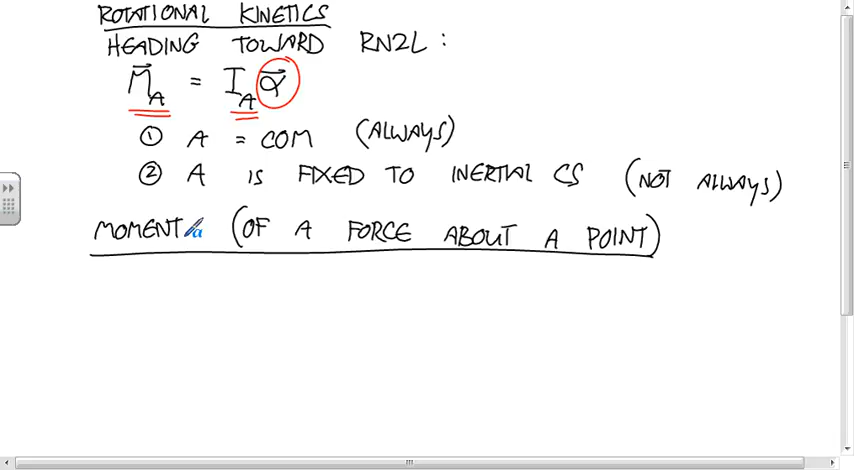 ROTATIONAL KINETICS
HEADING TOWARD RN2L :
M⃗_A = I_A α⃗
① A = COM (ALWAYS)
② A IS FIXED TO INERTIAL CS (NOT ALWAYS)
MOMENT (OF A FORCE ABOUT A POINT)